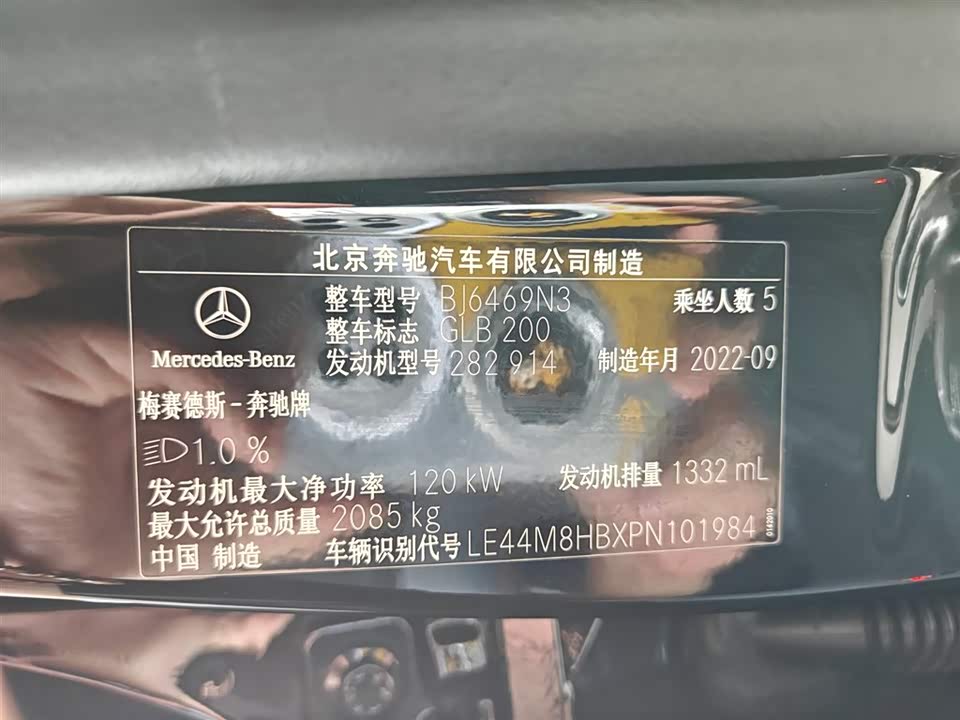 北京奔驰汽车有限公司制造
整车型号 BJ6469N3 乘坐人数 5
整车标志 GLB 200
发动机型号 282 914 制造年月 2022-09
Mercedes-Benz
梅赛德斯-奔驰牌
1.0 %
发动机最大净功率 120 kW 发动机排量 1332 mL
最大允许总质量 2085 kg
中国 制造 车辆识别代号 LE44M8HBXPN101984